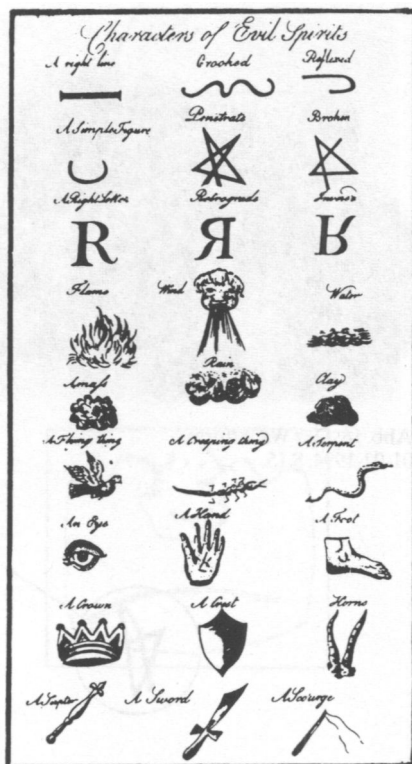 Characters of Evil Spirits
A right line Crooked Reflexed
A Simple Figure Penetrate Broken
A Right Letter Retrograde Invers'd
R Я ʁ
Flame Wind Water
Rain
A mass Clay
A Flying thing A Creeping thing A Serpent
An Eye A Hand A Foot
A Crown A Crest Horns
A Scepter A Sword A Scourge